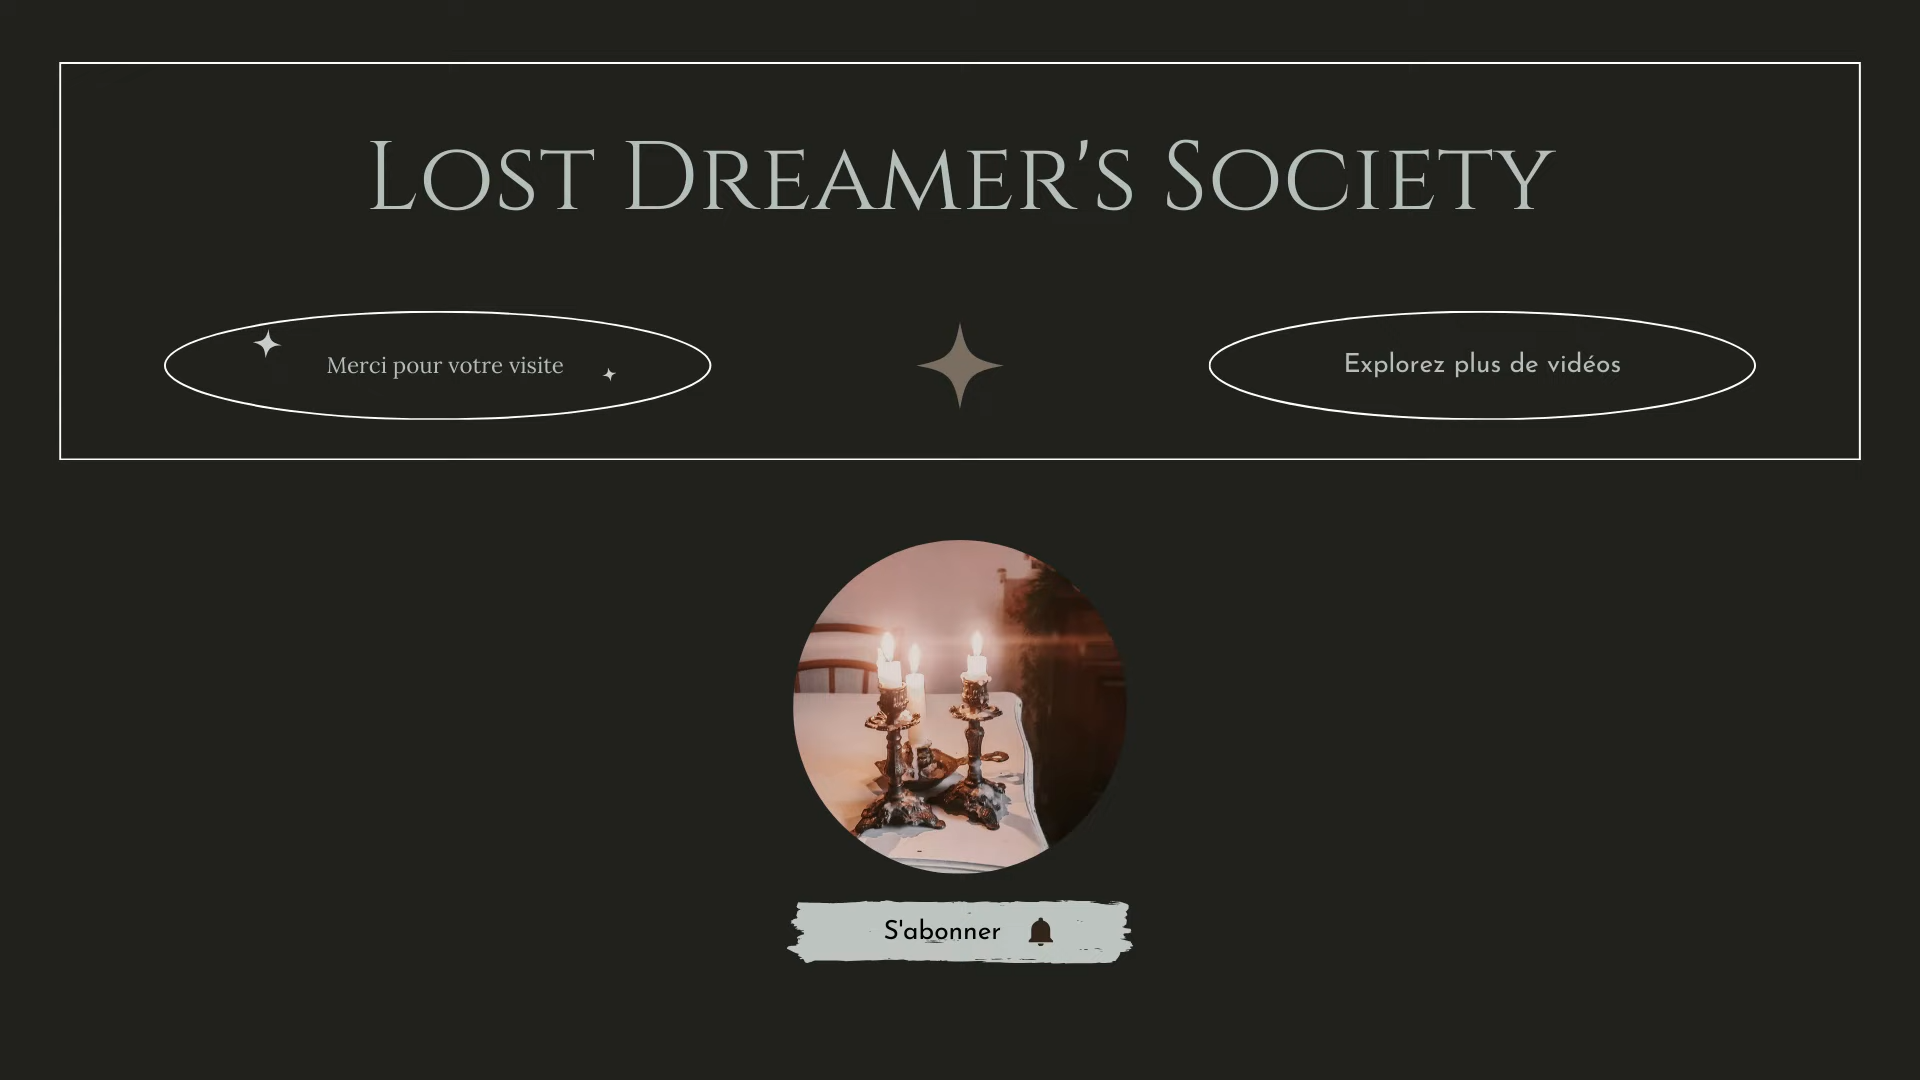 Lost Dreamer's Society
Merci pour votre visite
Explorez plus de vidéos
S'abonner